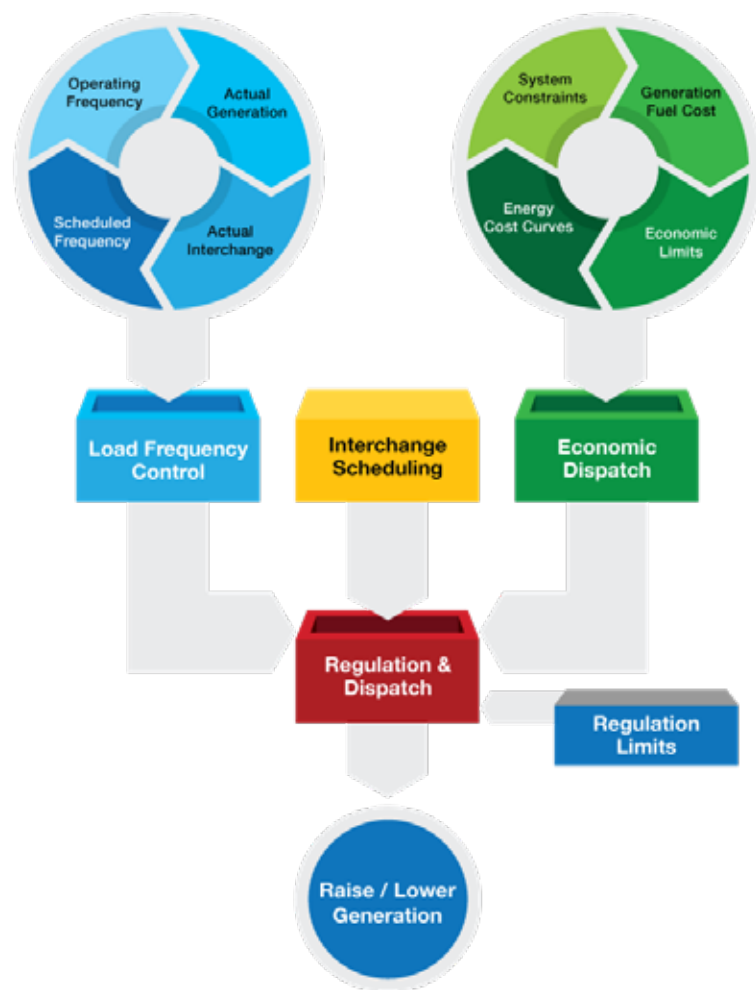 Operating
Frequency
Actual
Generation
Scheduled
Frequency
Actual
Interchange
System
Constraints
Generation
Fuel Cost
Energy
Cost Curves
Economic
Limits
Load Frequency
Control
Interchange
Scheduling
Economic
Dispatch
Regulation &
Dispatch
Regulation
Limits
Raise / Lower
Generation